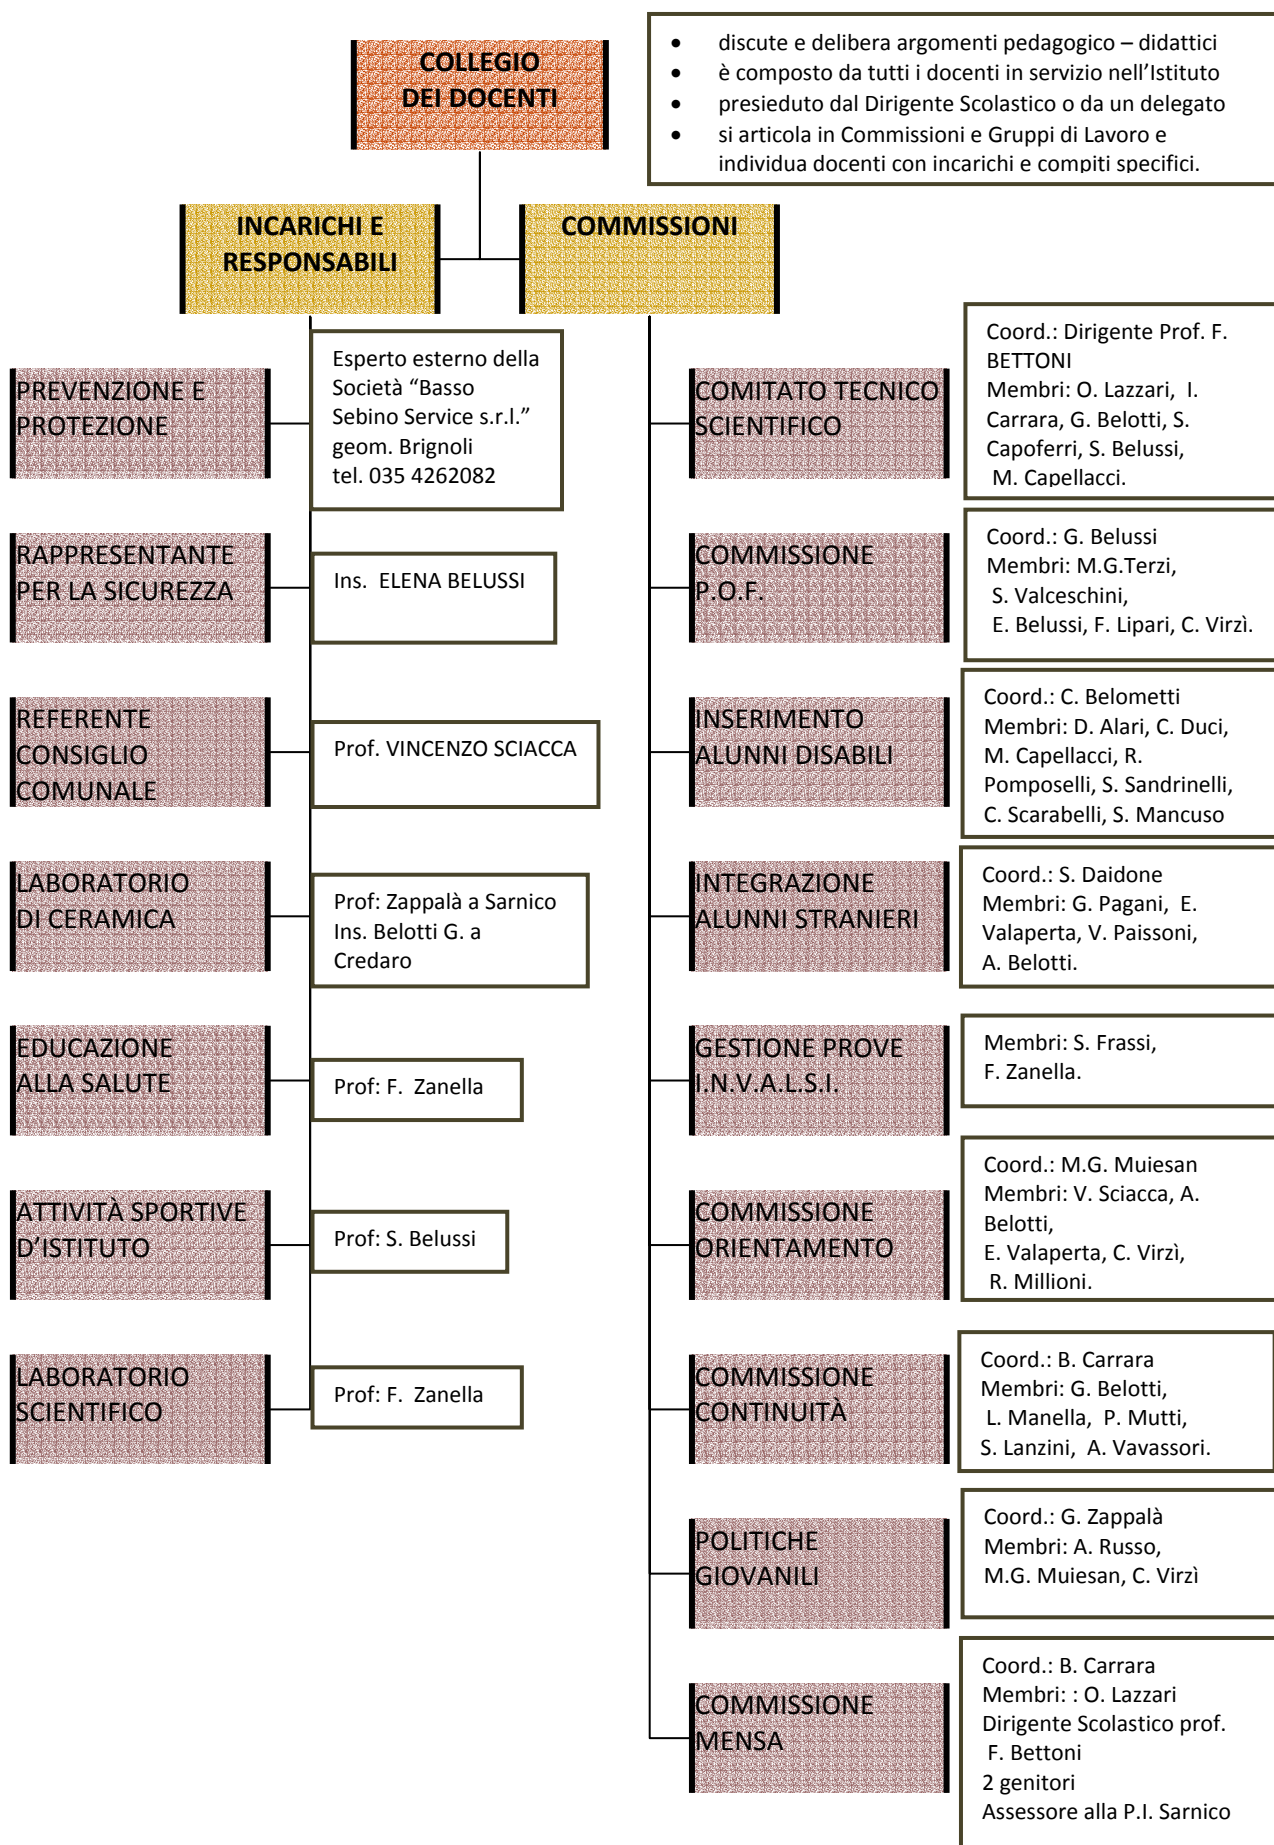 COLLEGIO
DEI DOCENTI
• discute e delibera argomenti pedagogico – didattici
• è composto da tutti i docenti in servizio nell’Istituto
• presieduto dal Dirigente Scolastico o da un delegato
• si articola in Commissioni e Gruppi di Lavoro e
individua docenti con incarichi e compiti specifici.
INCARICHI E
RESPONSABILI
COMMISSIONI
PREVENZIONE E
PROTEZIONE
Esperto esterno della
Società “Basso
Sebino Service s.r.l.”
geom. Brignoli
tel. 035 4262082
RAPPRESENTANTE
PER LA SICUREZZA
Ins. ELENA BELUSSI
REFERENTE
CONSIGLIO
COMUNALE
Prof. VINCENZO SCIACCA
LABORATORIO
DI CERAMICA
Prof: Zappalà a Sarnico
Ins. Belotti G. a
Credaro
EDUCAZIONE
ALLA SALUTE
Prof: F. Zanella
ATTIVITÀ SPORTIVE
D’ISTITUTO
Prof: S. Belussi
LABORATORIO
SCIENTIFICO
Prof: F. Zanella
COMITATO TECNICO
SCIENTIFICO
Coord.: Dirigente Prof. F.
BETTONI
Membri: O. Lazzari, I.
Carrara, G. Belotti, S.
Capoferri, S. Belussi,
M. Capellacci.
COMMISSIONE
P.O.F.
Coord.: G. Belussi
Membri: M.G.Terzi,
S. Valceschini,
E. Belussi, F. Lipari, C. Virzì.
INSERIMENTO
ALUNNI DISABILI
Coord.: C. Belometti
Membri: D. Alari, C. Duci,
M. Capellacci, R.
Pomposelli, S. Sandrinelli,
C. Scarabelli, S. Mancuso
INTEGRAZIONE
ALUNNI STRANIERI
Coord.: S. Daidone
Membri: G. Pagani, E.
Valaperta, V. Paissoni,
A. Belotti.
GESTIONE PROVE
I.N.V.A.L.S.I.
Membri: S. Frassi,
F. Zanella.
COMMISSIONE
ORIENTAMENTO
Coord.: M.G. Muiesan
Membri: V. Sciacca, A.
Belotti,
E. Valaperta, C. Virzì,
R. Millioni.
COMMISSIONE
CONTINUITÀ
Coord.: B. Carrara
Membri: G. Belotti,
L. Manella, P. Mutti,
S. Lanzini, A. Vavassori.
POLITICHE
GIOVANILI
Coord.: G. Zappalà
Membri: A. Russo,
M.G. Muiesan, C. Virzì
COMMISSIONE
MENSA
Coord.: B. Carrara
Membri: : O. Lazzari
Dirigente Scolastico prof.
F. Bettoni
2 genitori
Assessore alla P.I. Sarnico